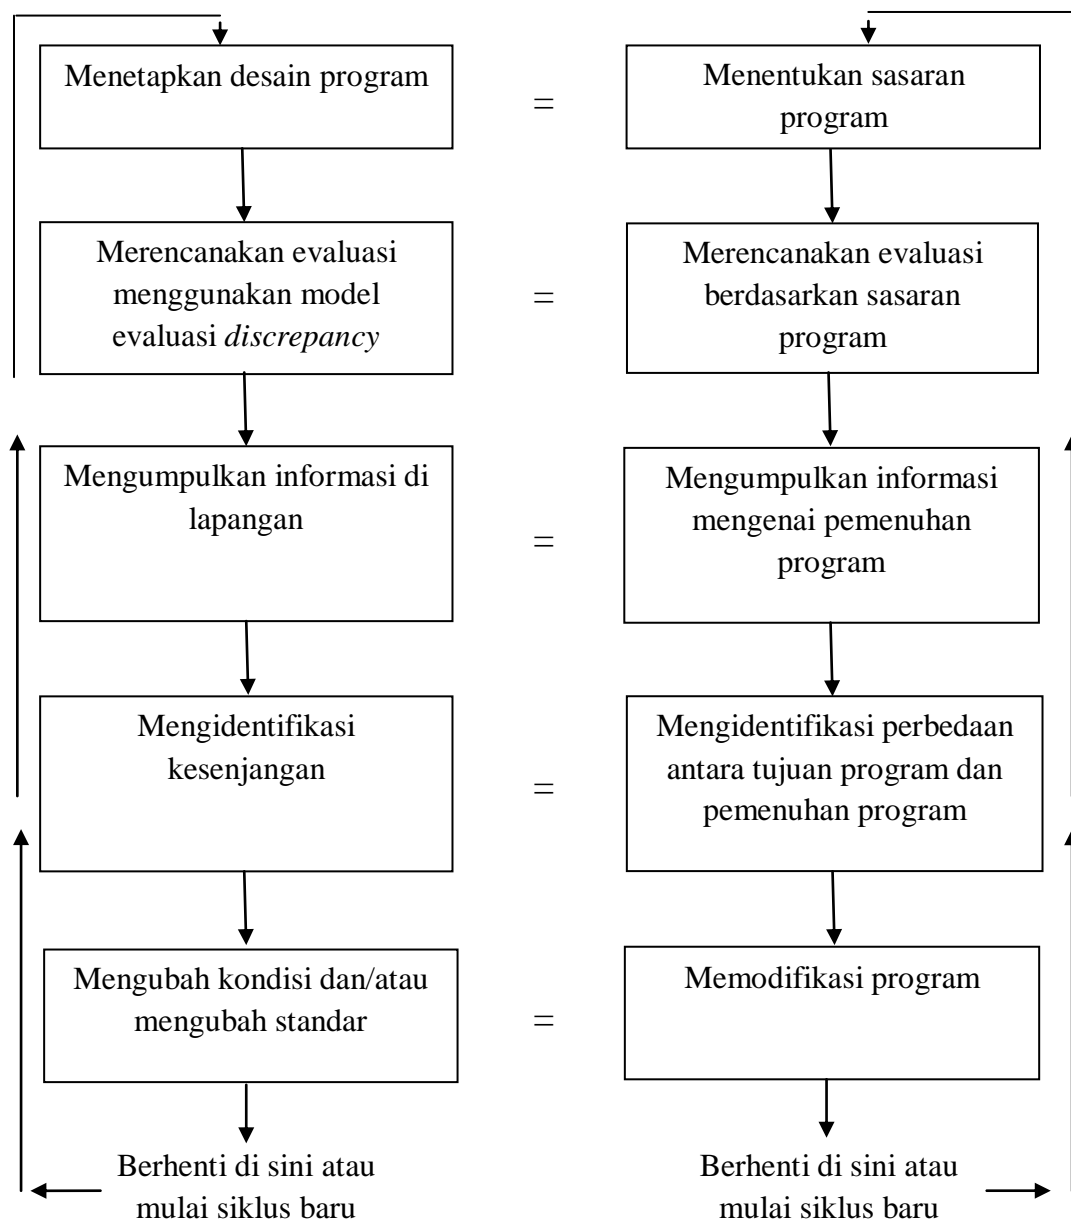 Menetapkan desain program
=
Menentukan sasaran
program
Merencanakan evaluasi
menggunakan model
evaluasi discrepancy
=
Merencanakan evaluasi
berdasarkan sasaran
program
Mengumpulkan informasi di
lapangan
=
Mengumpulkan informasi
mengenai pemenuhan
program
Mengidentifikasi
kesenjangan
=
Mengidentifikasi perbedaan
antara tujuan program dan
pemenuhan program
Mengubah kondisi dan/atau
mengubah standar
=
Memodifikasi program
Berhenti di sini atau
mulai siklus baru
Berhenti di sini atau
mulai siklus baru